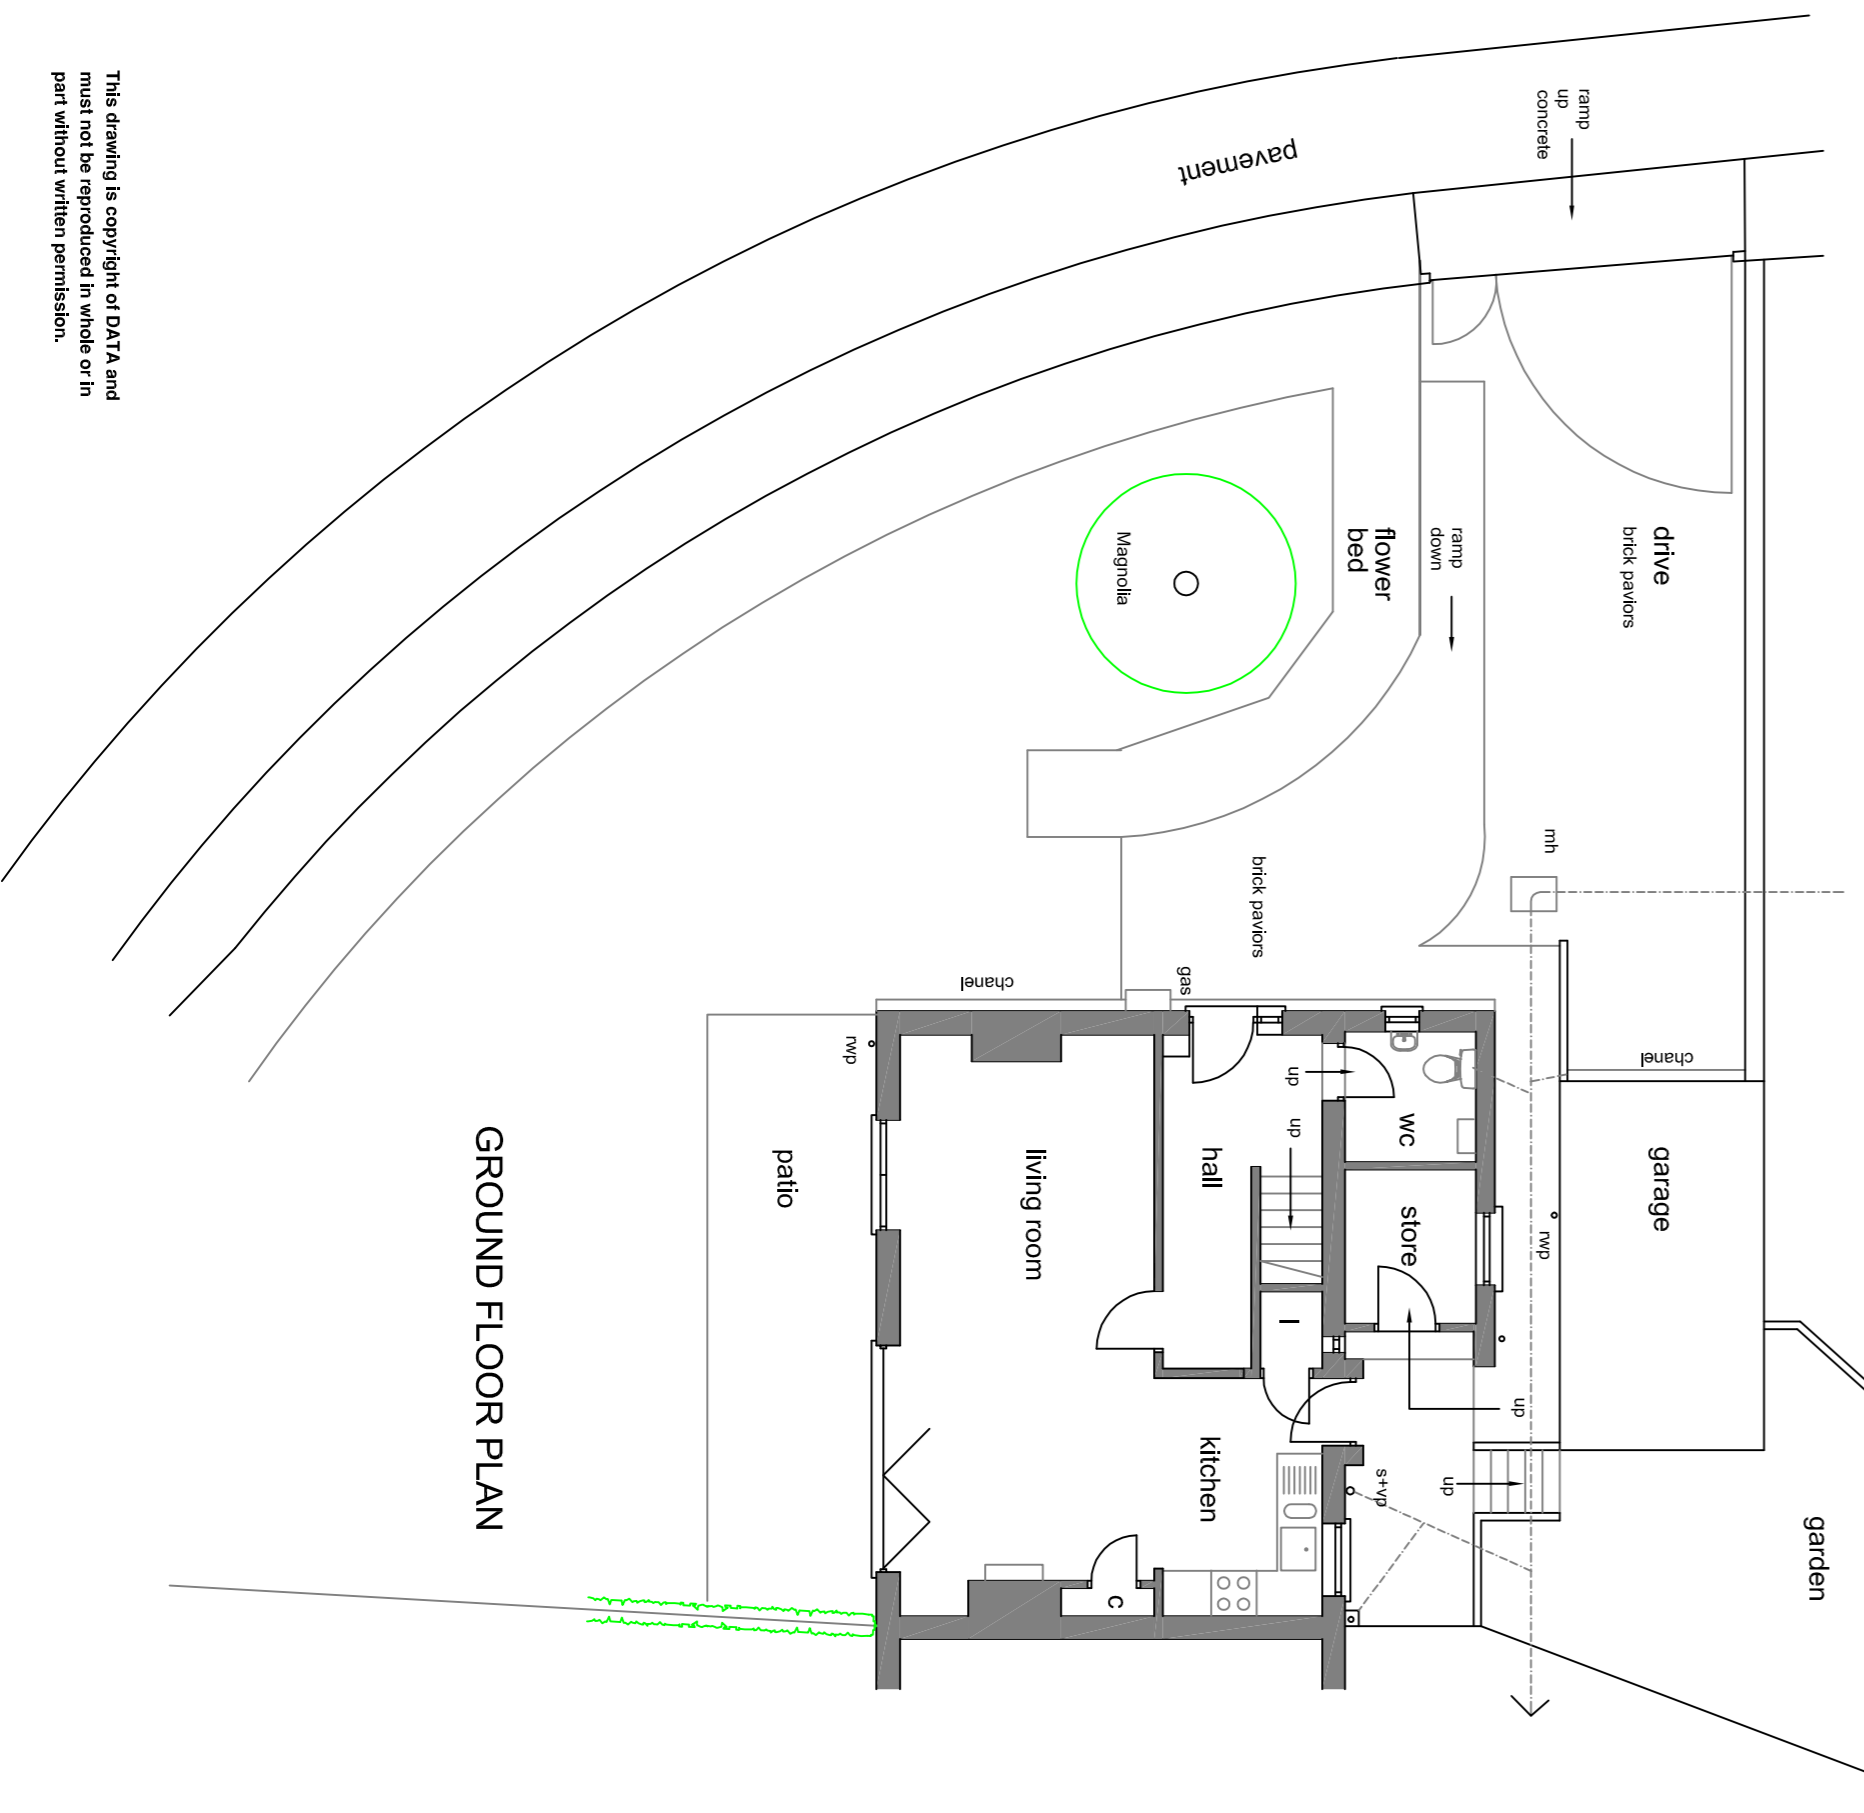 This drawing is copyright of DATA and
must not be reproduced in whole or in
part without written permission.
pavement
ramp
up
concrete
drive
brick paviors
ramp
down
flower
bed
Magnolia
mh
brick paviors
gas
chanel
chanel
rwp
up
up
wc
hall
living room
patio
garage
store
rwp
l
up
kitchen
s+vp
up
c
garden
GROUND FLOOR PLAN